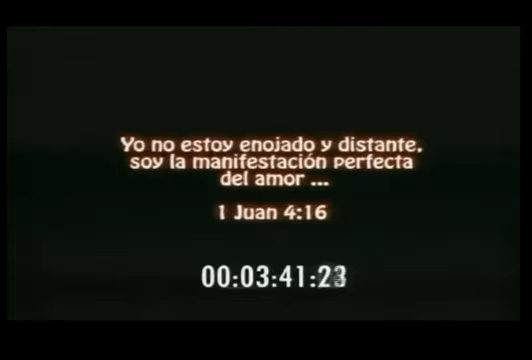 Yo no estoy enojado y distante,
soy la manifestación perfecta
del amor ...
1 Juan 4:16
00:03:41:23